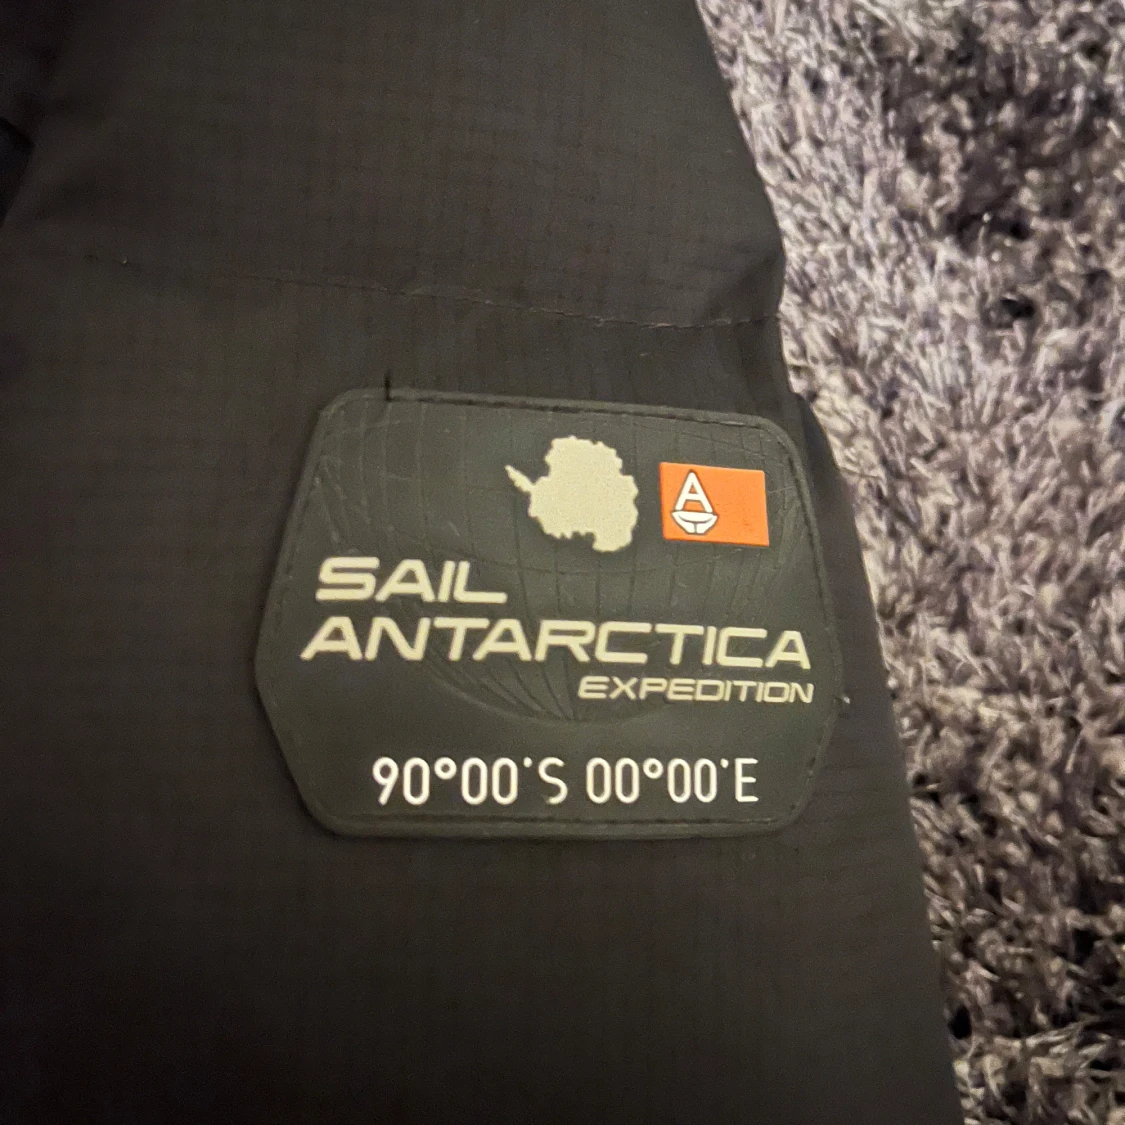 A
SAIL
ANTARCTICA
EXPEDITION
90°00'S 00°00'E